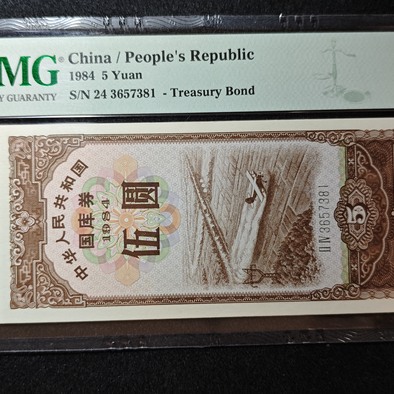 MG China / People's Republic
1984 5 Yuan
Y GUARANTY S/N 24 3657381 - Treasury Bond
中华人民共和国
国库券
1984
伍圆
5
IIIV 3657381